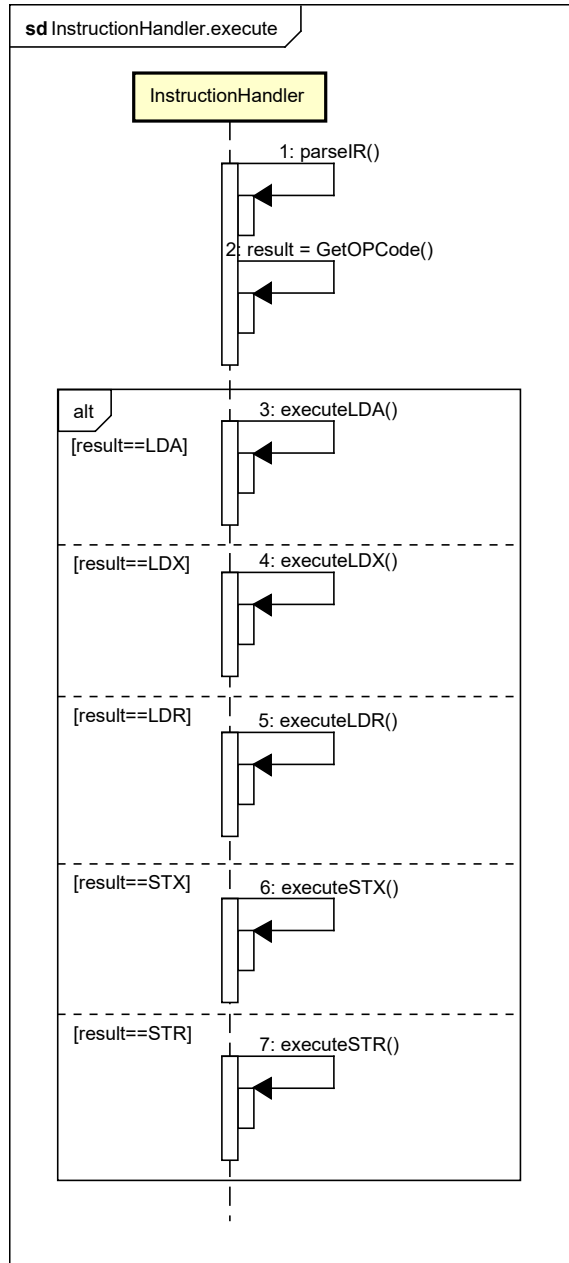 sd InstructionHandler.execute
InstructionHandler
1: parseIR()
2: result = GetOPCode()
alt
3: executeLDA()
[result==LDA]
[result==LDX]
4: executeLDX()
[result==LDR]
5: executeLDR()
[result==STX]
6: executeSTX()
[result==STR]
7: executeSTR()